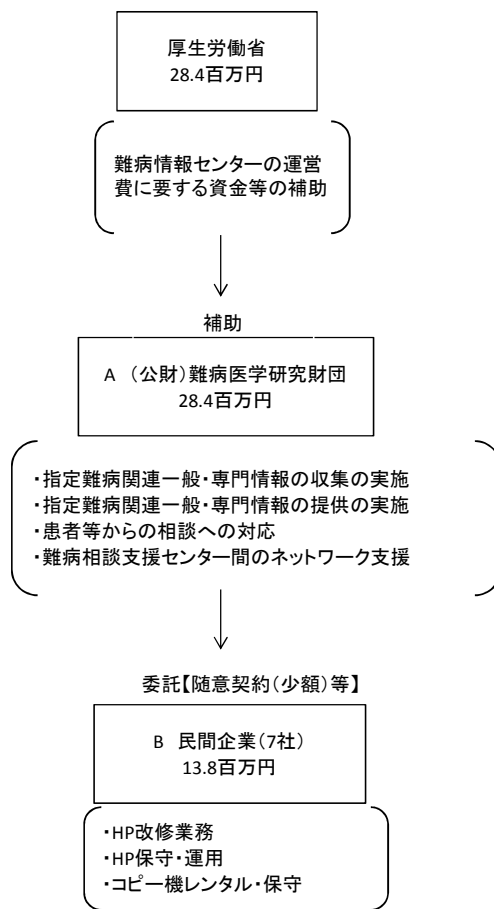 厚生労働省
28.4百万円
難病情報センターの運営
費に要する資金等の補助
補助
A （公財）難病医学研究財団
28.4百万円
・指定難病関連一般・専門情報の収集の実施
・指定難病関連一般・専門情報の提供の実施
・患者等からの相談への対応
・難病相談支援センター間のネットワーク支援
委託【随意契約（少額）等】
B 民間企業（7社）
13.8百万円
・HP改修業務
・HP保守・運用
・コピー機レンタル・保守